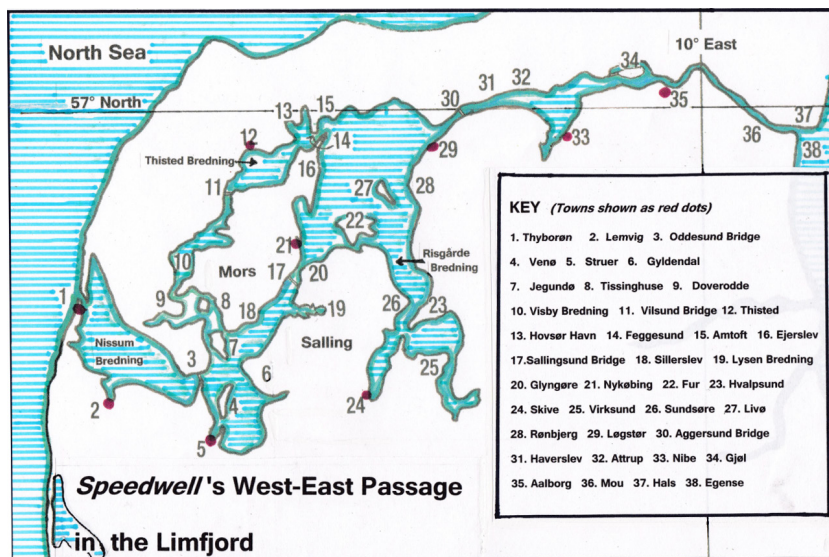 North Sea
10° East
57° North
34
31
32
15
30
13
35
12
14
33
36
37
29
38
Thisted Bredning
16
11
27
28
22
21
10
Mors
Risgårde
Bredning
17
20
9
8
19
26
23
1
18
Salling
Nissum
Bredning
7
3
6
25
2
4
24
5
KEY (Towns shown as red dots)
1. Thyborøn 2. Lemvig 3. Oddesund Bridge
4. Venø 5. Struer 6. Gyldendal
7. Jegundø 8. Tissinghuse 9. Doverodde
10. Visby Bredning 11. Vilsund Bridge 12. Thisted
13. Hovsør Havn 14. Feggesund 15. Amtoft 16. Ejerslev
17.Sallingsund Bridge 18. Sillerslev 19. Lysen Bredning
20. Glyngøre 21. Nykøbing 22. Fur 23. Hvalpsund
24. Skive 25. Virksund 26. Sundsøre 27. Livø
28. Rønbjerg 29. Løgstør 30. Aggersund Bridge
31. Haverslev 32. Attrup 33. Nibe 34. Gjøl
35. Aalborg 36. Mou 37. Hals 38. Egense
Speedwell's West-East Passage
in the Limfjord